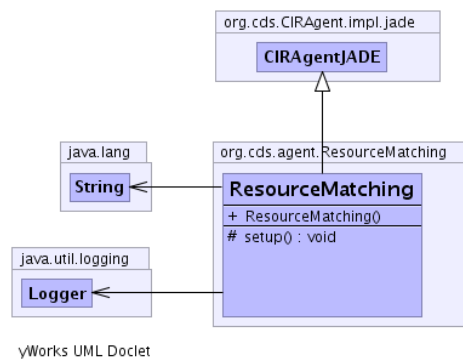 org.cds.CIRAgent.impl.jade
CIRAgentJADE
java.lang
String
org.cds.agent.ResourceMatching
ResourceMatching
+ ResourceMatching()
# setup() : void
java.util.logging
Logger
yWorks UML Doclet